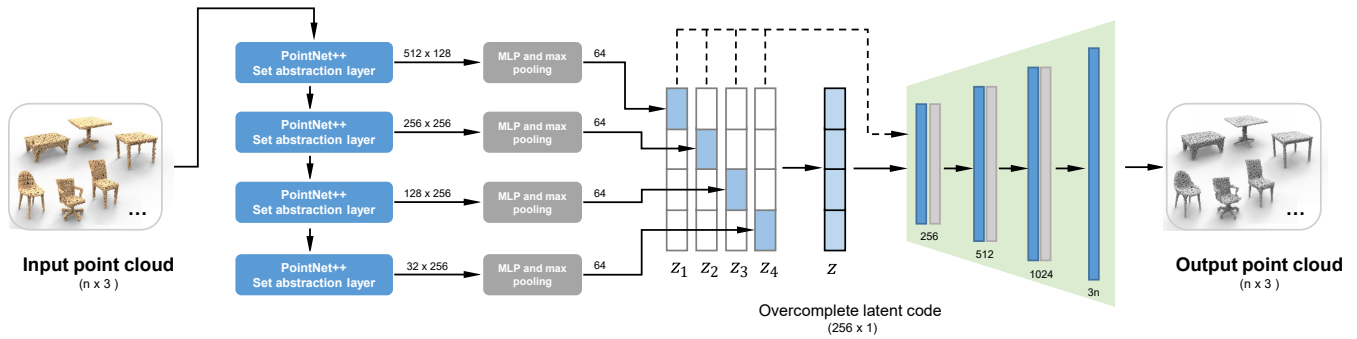 PointNet++
Set abstraction layer
512 x 128
MLP and max
pooling
64
PointNet++
Set abstraction layer
256 x 256
MLP and max
pooling
64
PointNet++
Set abstraction layer
128 x 256
MLP and max
pooling
64
PointNet++
Set abstraction layer
32 x 256
MLP and max
pooling
64
...
Input point cloud
(n x 3 )
z1 z2 z3 z4 z
Overcomplete latent code
(256 x 1)
256
512
1024
3n
...
Output point cloud
(n x 3 )